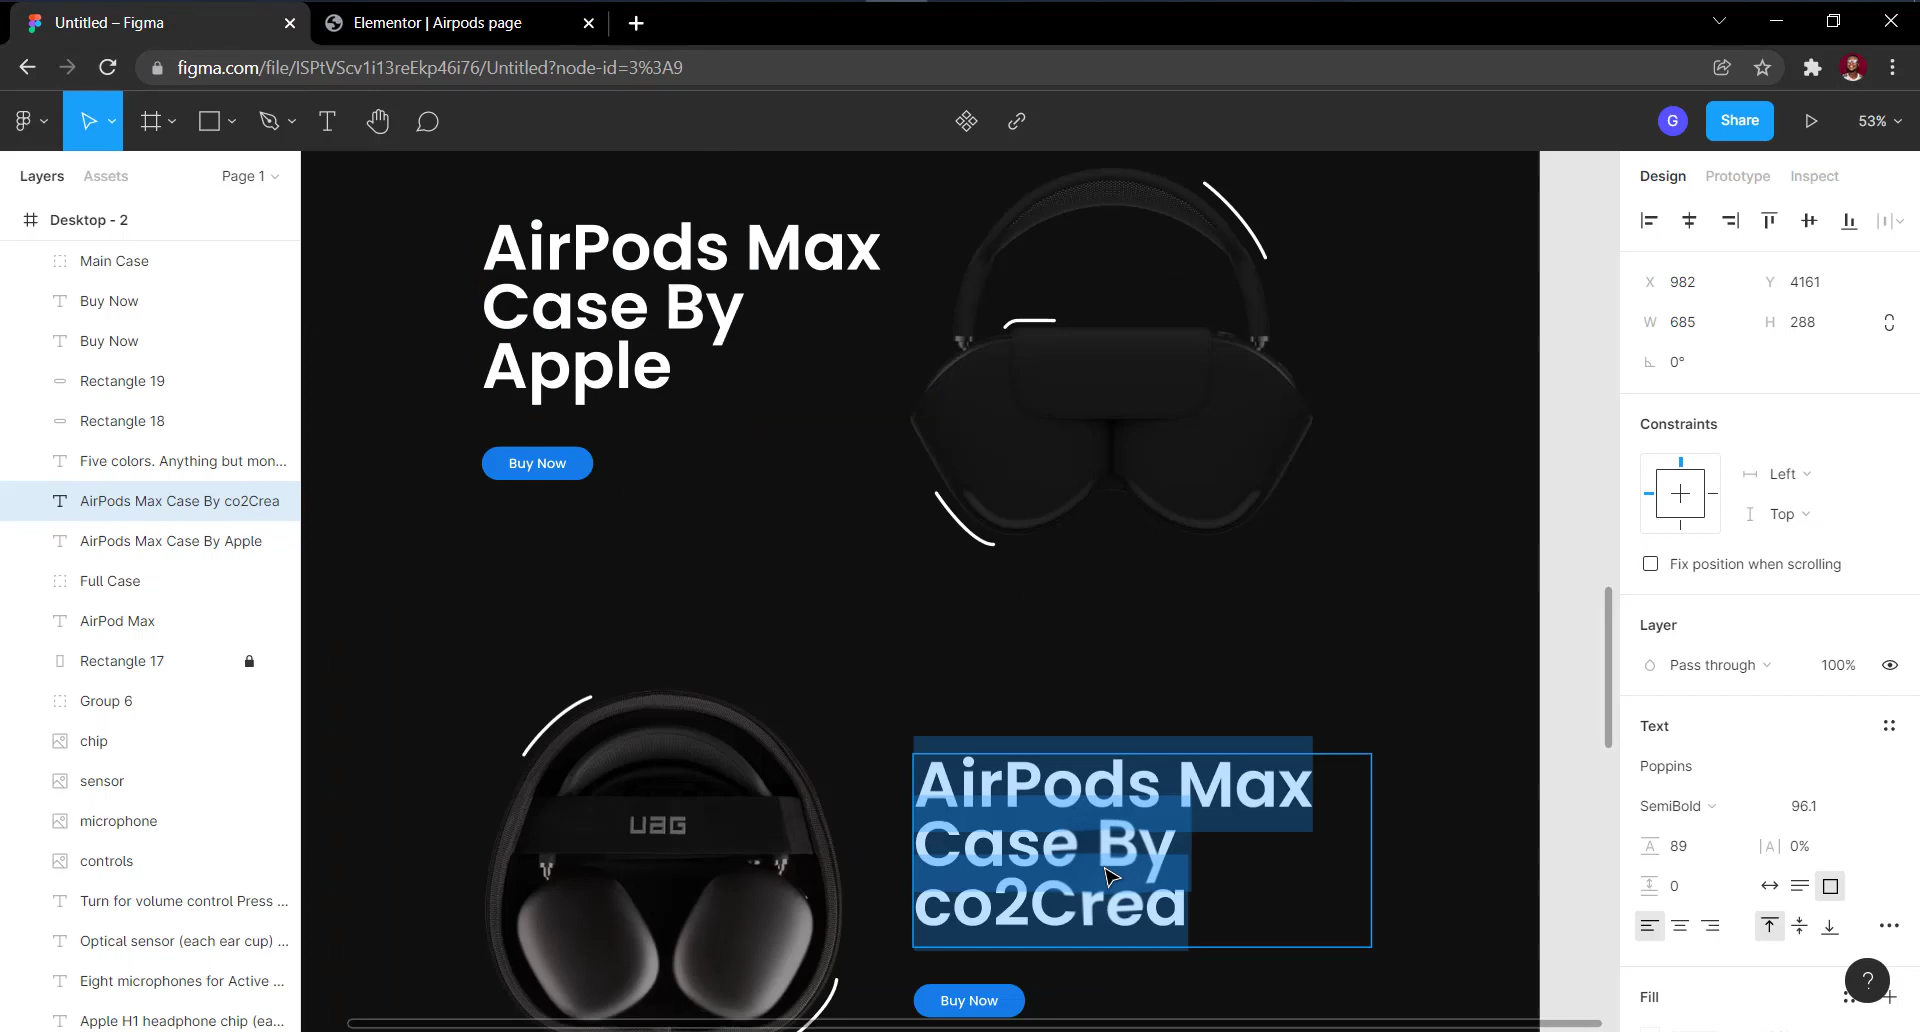 Untitled – Figma
Elementor | Airpods page
figma.com/file/lSPtVScv1i13reEkp46i76/Untitled?node-id=3%3A9
G
Share
53%
Layers
Assets
Page 1
Desktop - 2
Main Case
Buy Now
Buy Now
Rectangle 19
Rectangle 18
Five colors. Anything but mon...
AirPods Max Case By co2Crea
AirPods Max Case By Apple
Full Case
AirPod Max
Rectangle 17
Group 6
chip
sensor
microphone
controls
Turn for volume control Press ...
Optical sensor (each ear cup) ...
Eight microphones for Active ...
Apple H1 headphone chip (ea...
AirPods Max
Case By
Apple
Buy Now
UAG
AirPods Max
Case By
co2Crea
Buy Now
Design
Prototype
Inspect
X 982
Y 4161
W 685
H 288
0°
Constraints
Left
Top
Fix position when scrolling
Layer
Pass through
100%
Text
Poppins
SemiBold
96.1
A 89
|A| 0%
0
Fill
?